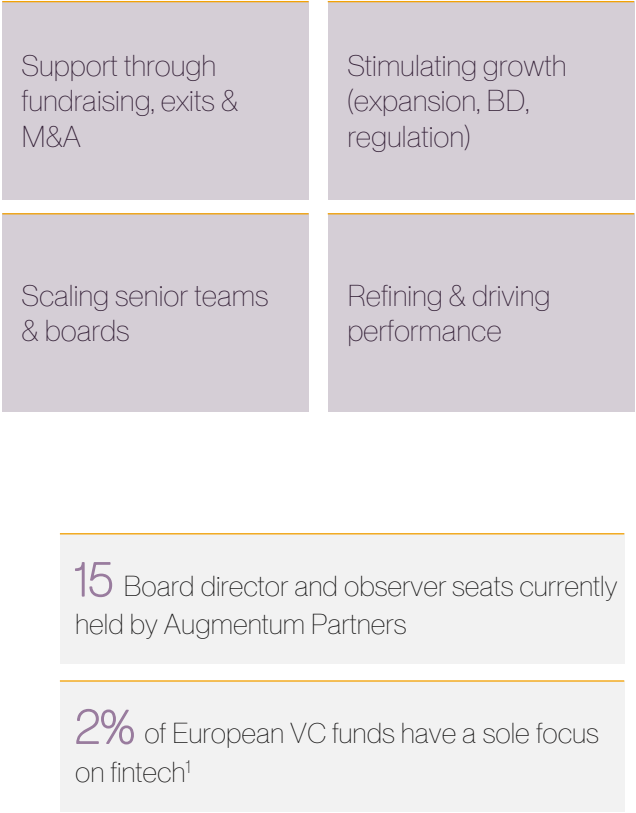 Support through
fundraising, exits &
M&A
Stimulating growth
(expansion, BD,
regulation)
Scaling senior teams
& boards
Refining & driving
performance
15 Board director and observer seats currently
held by Augmentum Partners
2% of European VC funds have a sole focus
on fintech¹